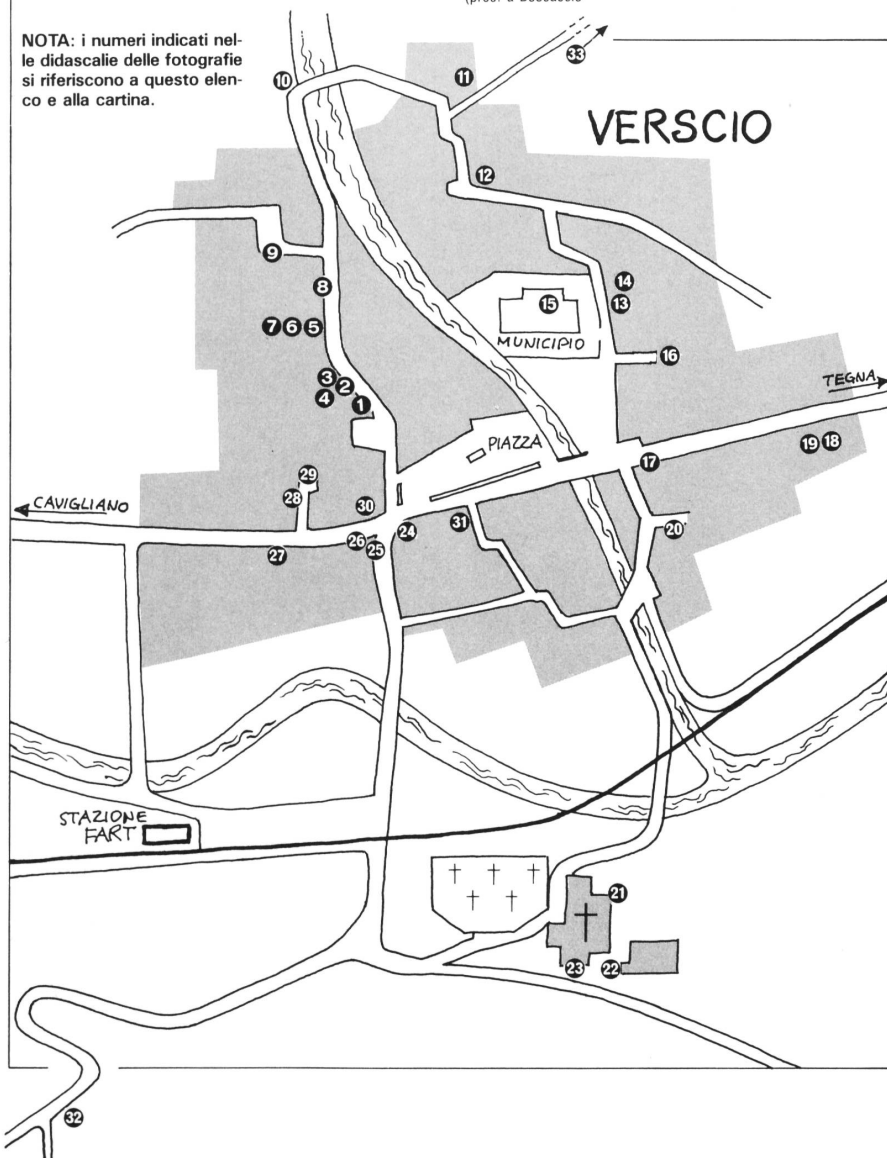 NOTA: i numeri indicati nel-
le didascalie delle fotografie
si riferiscono a questo elen-
co e alla cartina.
33
10
11
VERSCIO
12
9
14
8
13
15
7 6 5
MUNICIPIO
16
3
2
TEGNA
4
1
PIAZZA
19 18
17
29
28
30
CAVIGLIANO
31
20
24
26
25
27
STAZIONE
FART
21
23
22
32